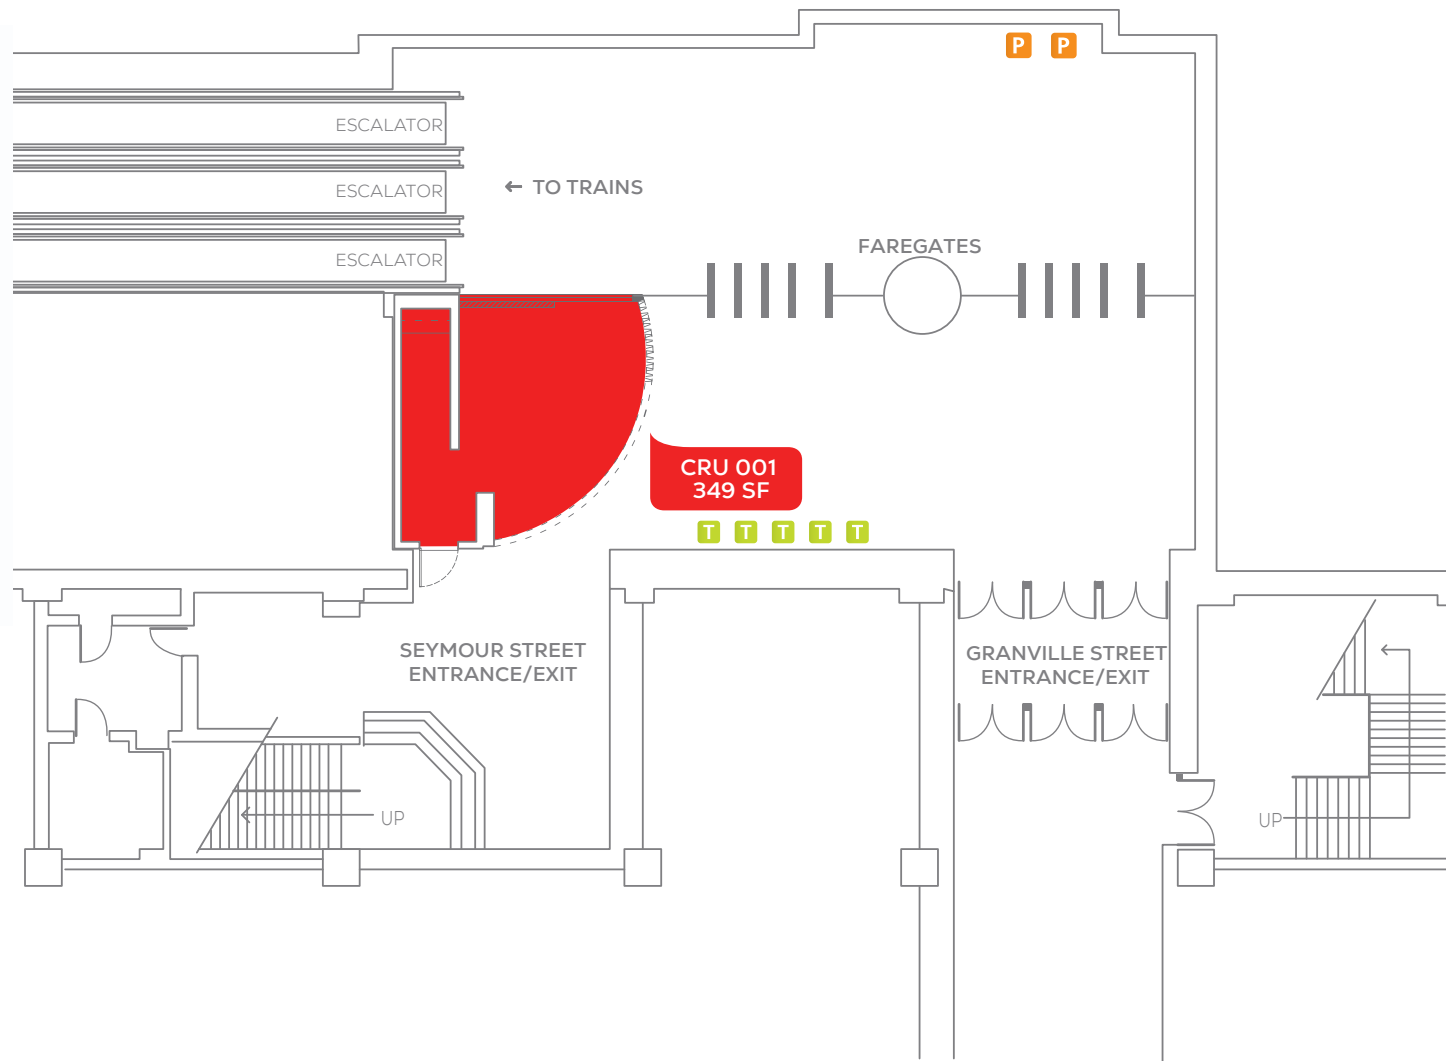 P P
ESCALATOR
ESCALATOR
ESCALATOR
← TO TRAINS
FAREGATES
CRU 001
349 SF
T T T T T
SEYMOUR STREET
ENTRANCE/EXIT
GRANVILLE STREET
ENTRANCE/EXIT
UP
UP